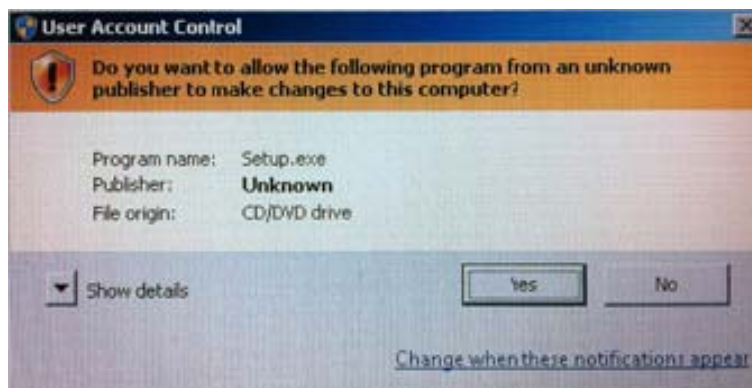 User Account Control
Do you want to allow the following program from an unknown
publisher to make changes to this computer?
Program name: Setup.exe
Publisher: Unknown
File origin: CD/DVD drive
Show details
Yes
No
Change when these notifications appear